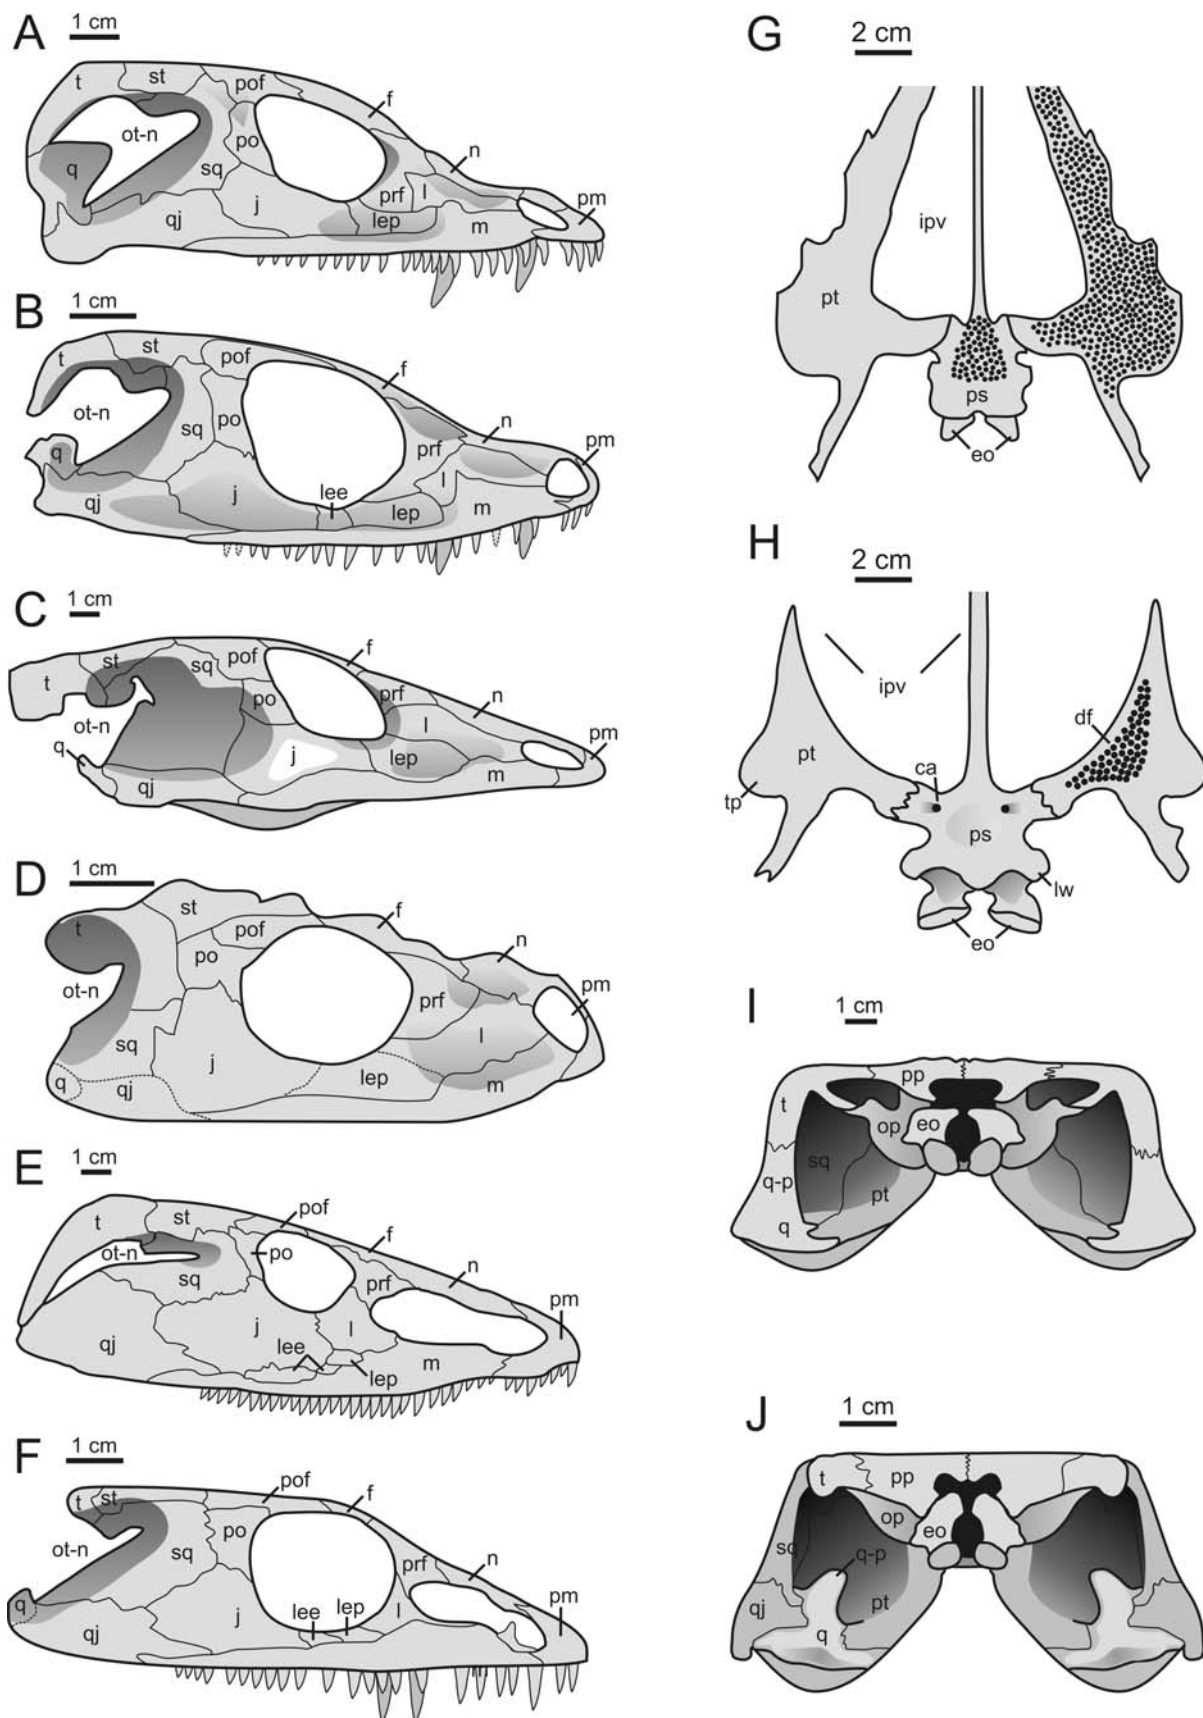 A 1 cm
t
st
pof
f
ot-n
po
n
q
sq
prf
l
pm
qj
j
lep
m
B 1 cm
t
st
pof
f
ot-n
po
n
sq
prf
pm
q
j
lee
l
qj
lep
m
C 1 cm
st
sq
pof
f
t
po
prf
n
ot-n
l
q
j
lep
pm
qj
m
D 1 cm
t
st
f
pof
n
po
ot-n
prf
pm
l
sq
j
q
qj
lep
m
E 1 cm
t
st
pof
f
ot-n
po
n
sq
prf
pm
j
l
qj
lee
m
lep
F 1 cm
t
st
pof
f
po
ot-n
sq
prf
n
q
j
lee
lep
l
pm
qj
G 2 cm
ipv
pt
ps
eo
H 2 cm
ipv
df
pt
ca
tp
ps
lw
eo
I 1 cm
pp
t
op
eo
sq
q-p
pt
q
J 1 cm
t
pp
op
eo
sq
q-p
qj
pt
q